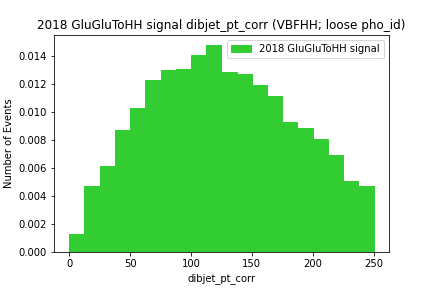 2018 GluGluToHH signal dibjet_pt_corr (VBFHH; loose pho_id)
2018 GluGluToHH signal
Number of Events
0.014
0.012
0.010
0.008
0.006
0.004
0.002
0.000
0 50 100 150 200 250
dibjet_pt_corr